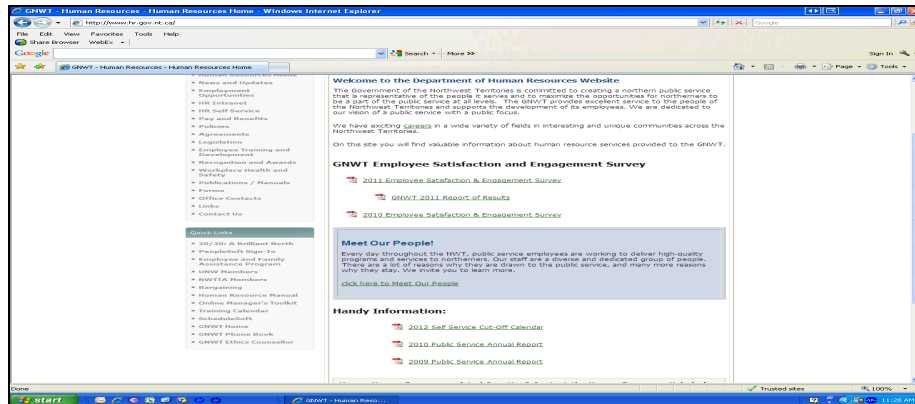 GNWT - Human Resources - Human Resources Home - Windows Internet Explorer
http://www.hr.gov.nt.ca/
Google
File Edit View Favorites Tools Help
Share Browser WebEx
Google Search More >> Sign In
GNWT - Human Resources - Human Resources Home
Page Tools
Human Resources Home
News and Updates
Employment
Opportunities
HR Intranet
HR Self Service
Pay and Benefits
Policies
Agreements
Legislation
Employee Training and
Development
Recognition and Awards
Workplace Health and
Safety
Publications / Manuals
Forms
Office Contacts
Links
Contact Us
Quick Links
20/20: A Brilliant North
PeopleSoft Sign-In
Employee and Family
Assistance Program
UNW Members
NWTTA Members
Bargaining
Human Resource Manual
Online Manager's Toolkit
Training Calendar
ScheduleSoft
GNWT Home
GNWT Phone Book
GNWT Ethics Counsellor
Welcome to the Department of Human Resources Website
The Government of the Northwest Territories is committed to creating a northern public service
that is representative of the people it serves and to maximize the opportunities for northerners to
be a part of the public service at all levels. The GNWT provides excellent service to the people of
the Northwest Territories and supports the development of its employees. We are dedicated to
our vision of a public service with a public focus.
We have exciting careers in a wide variety of fields in interesting and unique communities across the
Northwest Territories.
On this site you will find valuable information about human resource services provided to the GNWT.
GNWT Employee Satisfaction and Engagement Survey
2011 Employee Satisfaction & Engagement Survey
GNWT 2011 Report of Results
2010 Employee Satisfaction & Engagement Survey
Meet Our People!
Every day throughout the NWT, public service employees are working to deliver high-quality
programs and services to northerners. Our staff are a diverse and dedicated group of people.
There are a lot of reasons why they are drawn to the public service, and many more reasons
why they stay. We invite you to learn more.
click here to Meet Our People
Handy Information:
2012 Self Service Cut-Off Calendar
2010 Public Service Annual Report
2009 Public Service Annual Report
Done Trusted sites 100%
start GNWT - Human Reso... 11:28 AM